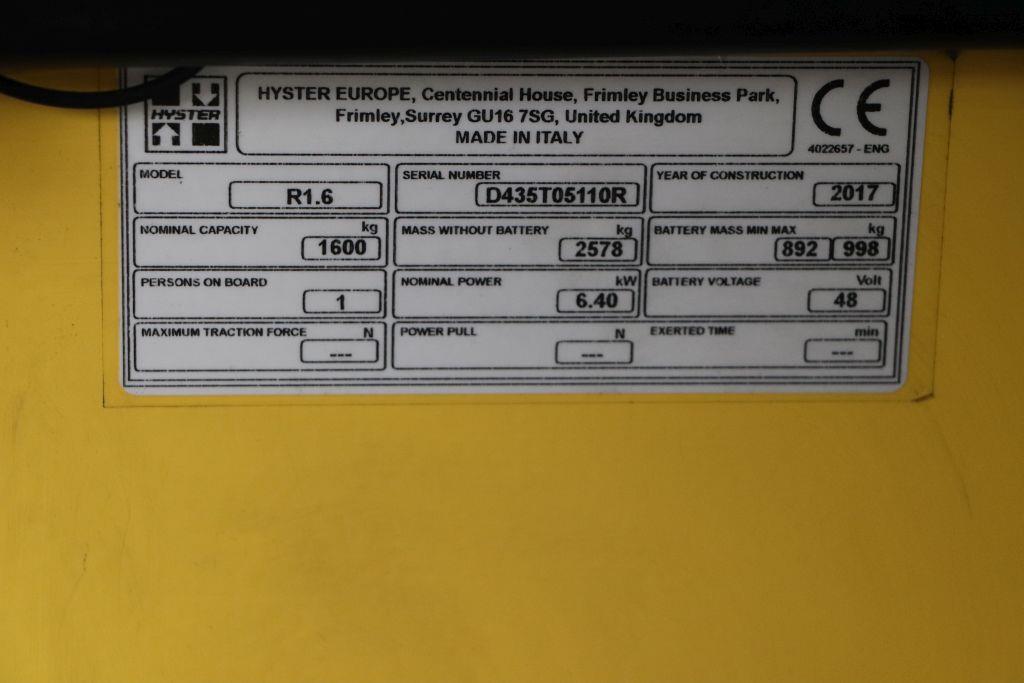 HYSTER
HYSTER EUROPE, Centennial House, Frimley Business Park,
Frimley,Surrey GU16 7SG, United Kingdom
MADE IN ITALY
CE
4022657 - ENG
MODEL
R1.6
SERIAL NUMBER
D435T05110R
YEAR OF CONSTRUCTION
2017
NOMINAL CAPACITY kg
1600
MASS WITHOUT BATTERY kg
2578
BATTERY MASS MIN MAX kg
892 998
PERSONS ON BOARD
1
NOMINAL POWER kW
6.40
BATTERY VOLTAGE Volt
48
MAXIMUM TRACTION FORCE N
---
POWER PULL N
---
EXERTED TIME min
---